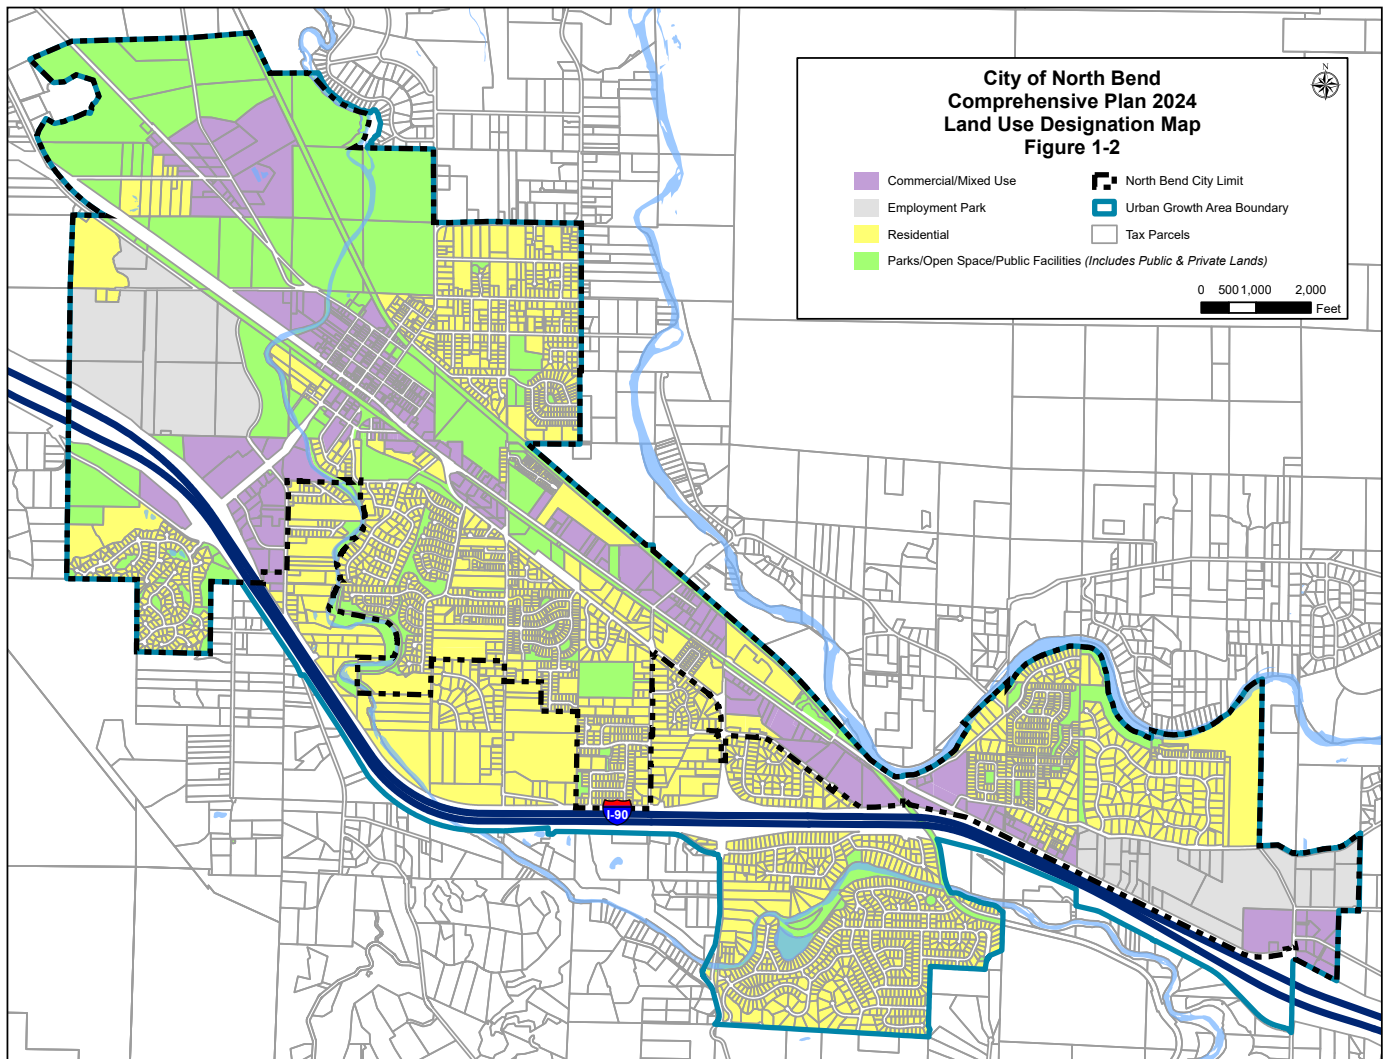 City of North Bend
Comprehensive Plan 2024
Land Use Designation Map
Figure 1-2
N
Commercial/Mixed Use
North Bend City Limit
Employment Park
Urban Growth Area Boundary
Residential
Tax Parcels
Parks/Open Space/Public Facilities (Includes Public & Private Lands)
0 500 1,000 2,000
Feet
I-90